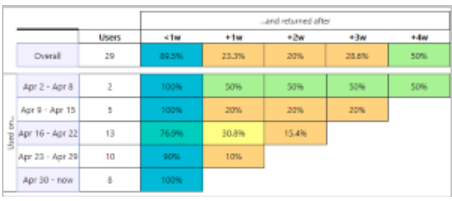 ...and returned after
Users <1w +1w +2w +3w +4w
Overall 29 89.5% 23.3% 20% 28.6% 50%
Apr 2 - Apr 8 2 100% 50% 50% 50% 50%
Apr 9 - Apr 15 5 100% 20% 20% 20%
Apr 16 - Apr 22 13 76.9% 30.8% 15.4%
Apr 23 - Apr 29 10 90% 10%
Apr 30 - now 8 100%
Used on...